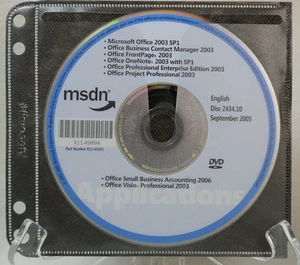 • Microsoft Office 2003 SP1
• Office Business Contact Manager 2003
• Office FrontPage® 2003
• Office OneNote® 2003 with SP1
• Office Professional Enterprise Edition 2003
• Office Project Professional 2003
msdn
English
Disc 2434.10
September 2005
X11-49894
DVD
• Office Small Business Accounting 2006
• Office Visio® Professional 2003
Applications